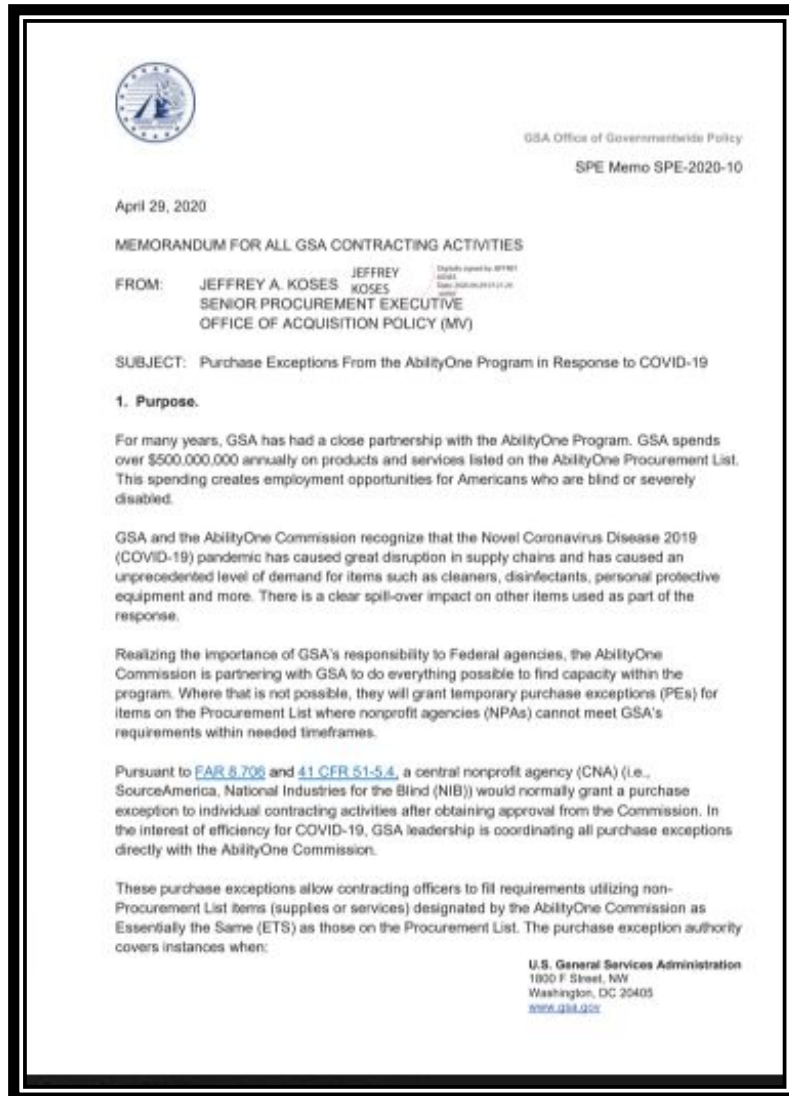 GSA Office of Governmentwide Policy
SPE Memo SPE-2020-10
April 29, 2020
MEMORANDUM FOR ALL GSA CONTRACTING ACTIVITIES
FROM: JEFFREY A. KOSES
JEFFREY
KOSES
Digitally signed by JEFFREY
KOSES
SENIOR PROCUREMENT EXECUTIVE
OFFICE OF ACQUISITION POLICY (MV)
SUBJECT: Purchase Exceptions From the AbilityOne Program in Response to COVID-19
1. Purpose.
For many years, GSA has had a close partnership with the AbilityOne Program. GSA spends
over $500,000,000 annually on products and services listed on the AbilityOne Procurement List.
This spending creates employment opportunities for Americans who are blind or severely
disabled.
GSA and the AbilityOne Commission recognize that the Novel Coronavirus Disease 2019
(COVID-19) pandemic has caused great disruption in supply chains and has caused an
unprecedented level of demand for items such as cleaners, disinfectants, personal protective
equipment and more. There is a clear spill-over impact on other items used as part of the
response.
Realizing the importance of GSA's responsibility to Federal agencies, the AbilityOne
Commission is partnering with GSA to do everything possible to find capacity within the
program. Where that is not possible, they will grant temporary purchase exceptions (PEs) for
items on the Procurement List where nonprofit agencies (NPAs) cannot meet GSA's
requirements within needed timeframes.
Pursuant to FAR 8.706 and 41 CFR 51-5.4, a central nonprofit agency (CNA) (i.e.,
SourceAmerica, National Industries for the Blind (NIB)) would normally grant a purchase
exception to individual contracting activities after obtaining approval from the Commission. In
the interest of efficiency for COVID-19, GSA leadership is coordinating all purchase exceptions
directly with the AbilityOne Commission.
These purchase exceptions allow contracting officers to fill requirements utilizing non-
Procurement List items (supplies or services) designated by the AbilityOne Commission as
Essentially the Same (ETS) as those on the Procurement List. The purchase exception authority
covers instances when:
U.S. General Services Administration
1800 F Street, NW
Washington, DC 20405
www.gsa.gov